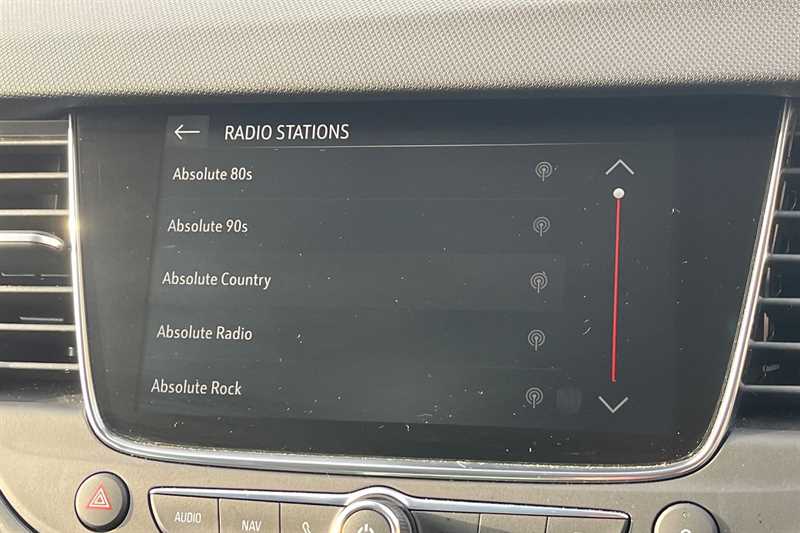 RADIO STATIONS
Absolute 80s
Absolute 90s
Absolute Country
Absolute Radio
Absolute Rock
AUDIO
NAV